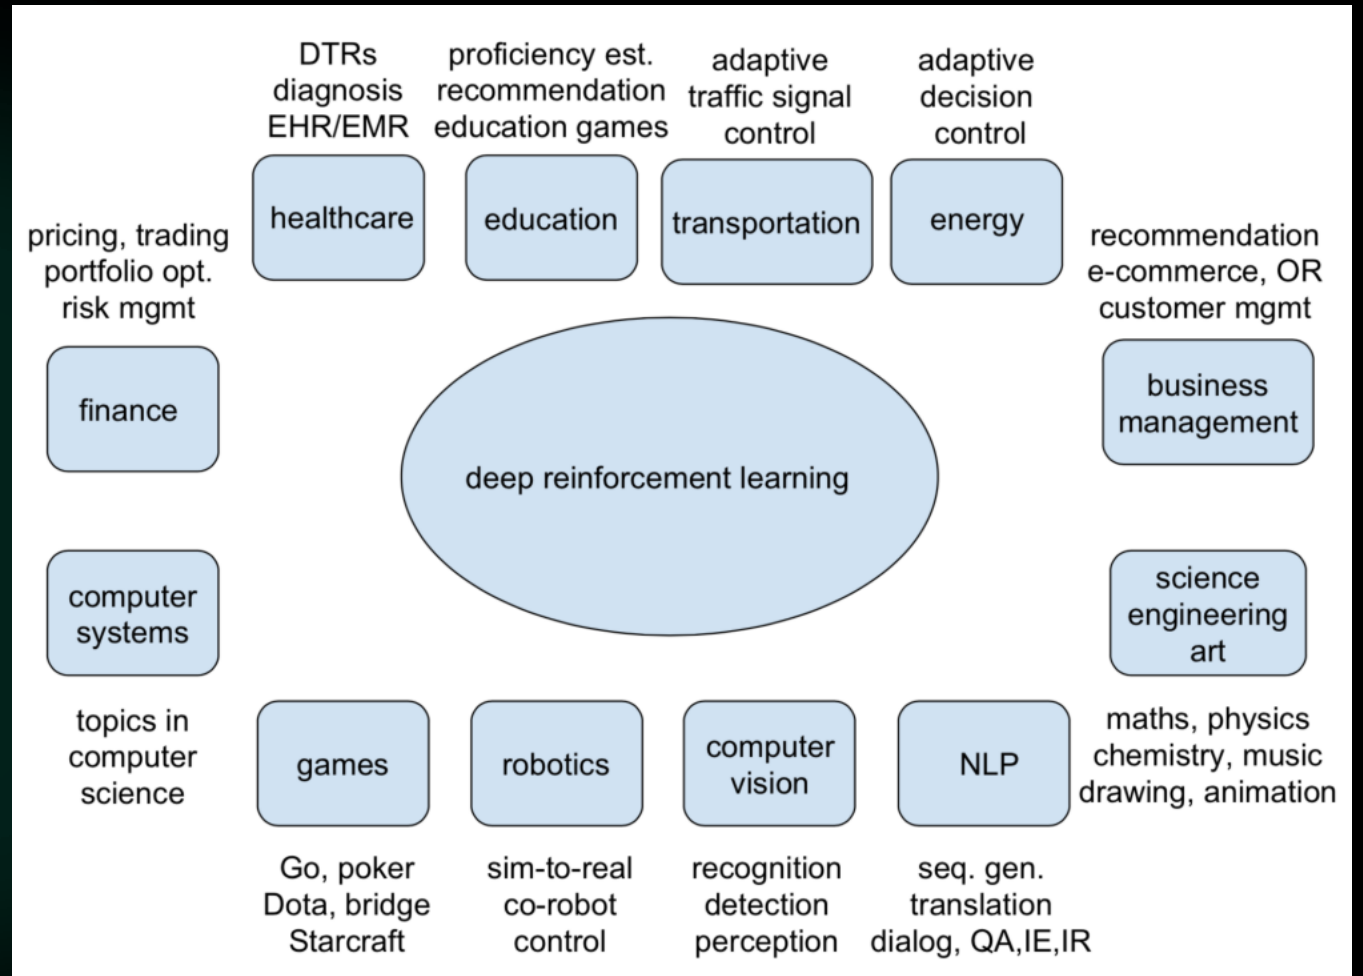 DTRs
diagnosis
EHR/EMR
healthcare
proficiency est.
recommendation
education games
education
adaptive
traffic signal
control
transportation
adaptive
decision
control
energy
pricing, trading
portfolio opt.
risk mgmt
finance
recommendation
e-commerce, OR
customer mgmt
business
management
deep reinforcement learning
computer
systems
topics in
computer
science
science
engineering
art
maths, physics
chemistry, music
drawing, animation
games
Go, poker
Dota, bridge
Starcraft
robotics
sim-to-real
co-robot
control
computer
vision
recognition
detection
perception
NLP
seq. gen.
translation
dialog, QA,IE,IR